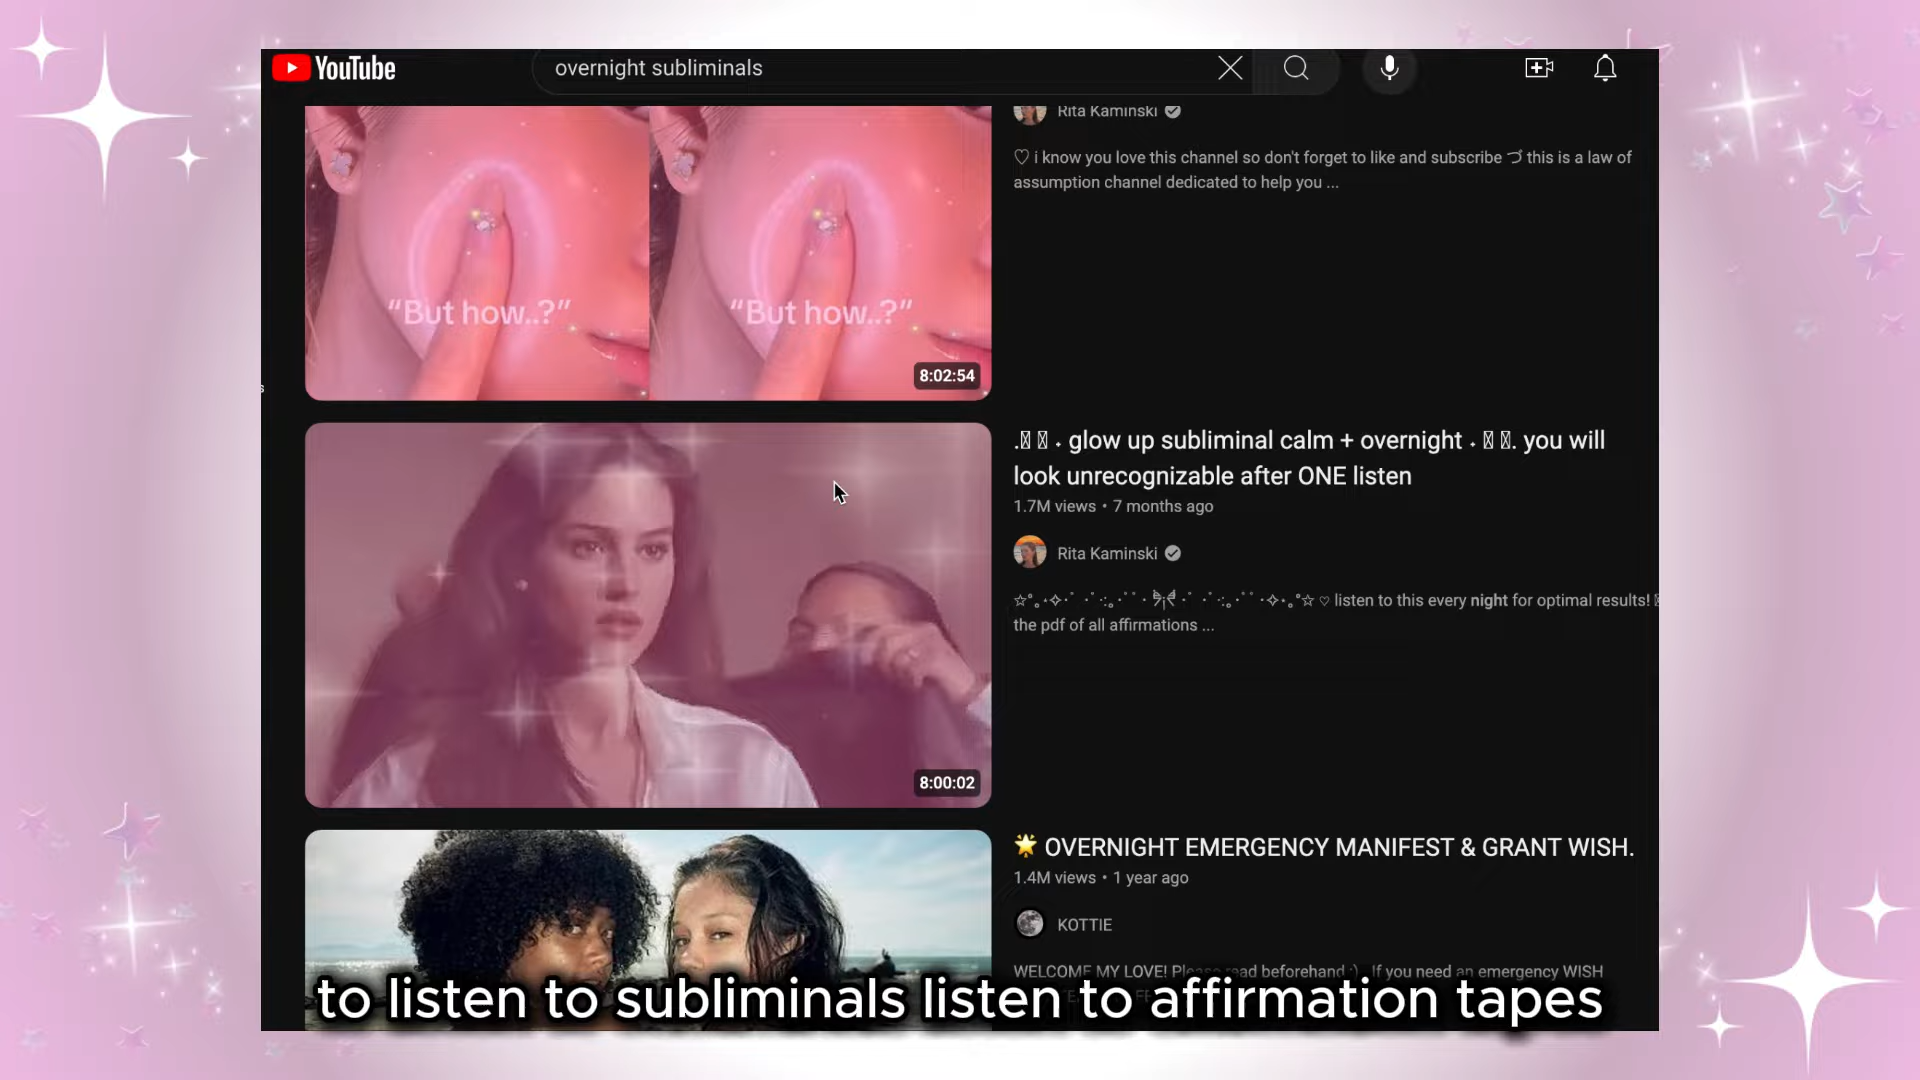 YouTube
overnight subliminals
Rita Kaminski
♡ i know you love this channel so don't forget to like and subscribe づ this is a law of
assumption channel dedicated to help you ...
"But how..?"
"But how..?"
8:02:54
glow up subliminal calm + overnight
you will
look unrecognizable after ONE listen
1.7M views • 7 months ago
Rita Kaminski
♡ listen to this every night for optimal results!
the pdf of all affirmations ...
8:00:02
🌟 OVERNIGHT EMERGENCY MANIFEST & GRANT WISH.
1.4M views • 1 year ago
KOTTIE
WELCOME MY LOVE! Please read beforehand :) If you need an emergency WISH
to listen to subliminals listen to affirmation tapes